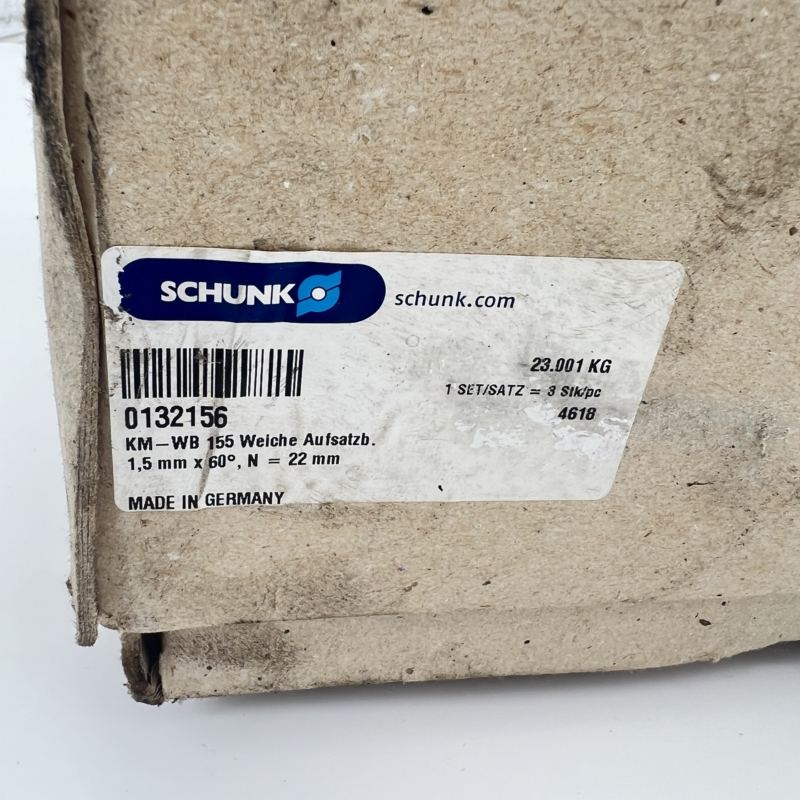 SCHUNK
schunk.com
23.001 KG
1 SET/SATZ = 3 Stk/pc
4618
0132156
KM-WB 155 Weiche Aufsatzb.
1,5 mm x 60°, N = 22 mm
MADE IN GERMANY